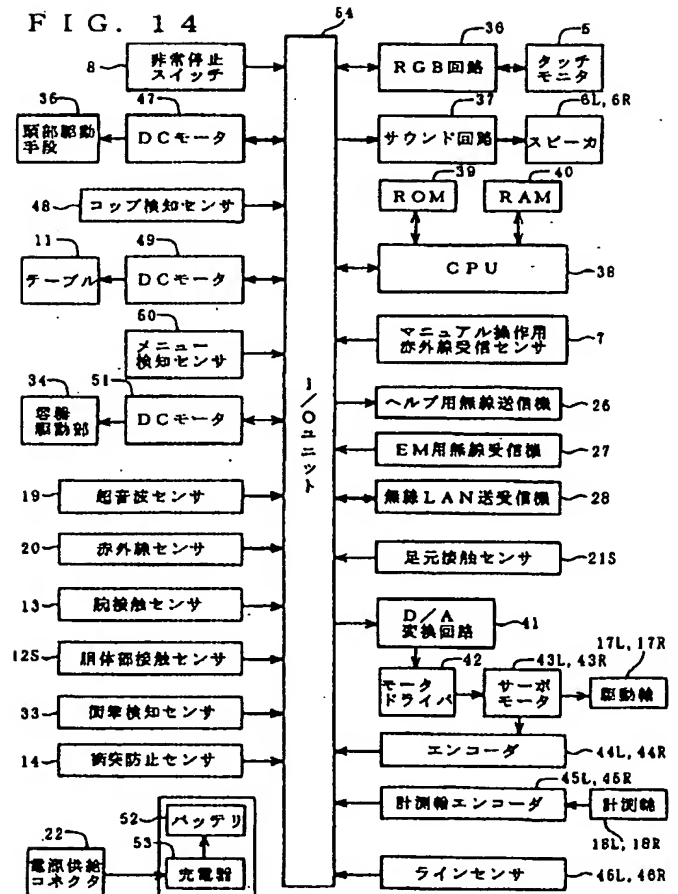 ＦＩＧ．１４
54
8
非常停止
スイッチ
36
ＲＧＢ回路
5
タッチ
モニタ
35
頭部駆動
手段
47
ＤＣモータ
37
サウンド回路
6L, 6R
スピーカ
48
コップ検知センサ
39
ＲＯＭ
40
ＲＡＭ
ＣＰＵ
38
11
テーブル
49
ＤＣモータ
50
メニュー
検知センサ
マニュアル操作用
赤外線受信センサ
7
34
容器
駆動部
51
ＤＣモータ
Ｉ／Ｏユニット
ヘルプ用無線送信機
26
ＥＭ用無線受信機
27
19
超音波センサ
無線ＬＡＮ送受信機
28
20
赤外線センサ
足元接触センサ
21S
13
腕接触センサ
Ｄ／Ａ
変換回路
41
12S
胴体部接触センサ
モータ
ドライバ
42
サーボ
モータ
43L, 43R
駆動輪
17L, 17R
33
衝撃検知センサ
14
衝突防止センサ
エンコーダ
44L, 44R
計測輪エンコーダ
45L, 45R
計測輪
18L, 18R
52
バッテリ
22
電源供給
コネクタ
53
充電器
ラインセンサ
46L, 46R